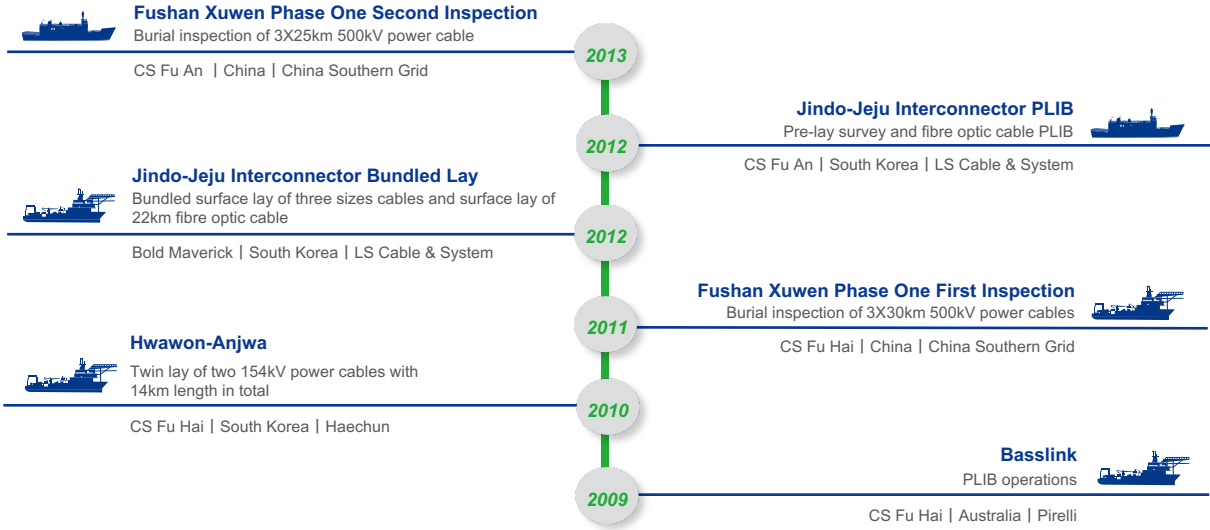 Fushan Xuwen Phase One Second Inspection
Burial inspection of 3X25km 500kV power cable
CS Fu An | China | China Southern Grid
2013
Jindo-Jeju Interconnector PLIB
Pre-lay survey and fibre optic cable PLIB
CS Fu An | South Korea | LS Cable & System
2012
Jindo-Jeju Interconnector Bundled Lay
Bundled surface lay of three sizes cables and surface lay of
22km fibre optic cable
Bold Maverick | South Korea | LS Cable & System
2012
Fushan Xuwen Phase One First Inspection
Burial inspection of 3X30km 500kV power cables
CS Fu Hai | China | China Southern Grid
2011
Hwawon-Anjwa
Twin lay of two 154kV power cables with
14km length in total
CS Fu Hai | South Korea | Haechun
2010
Basslink
PLIB operations
CS Fu Hai | Australia | Pirelli
2009